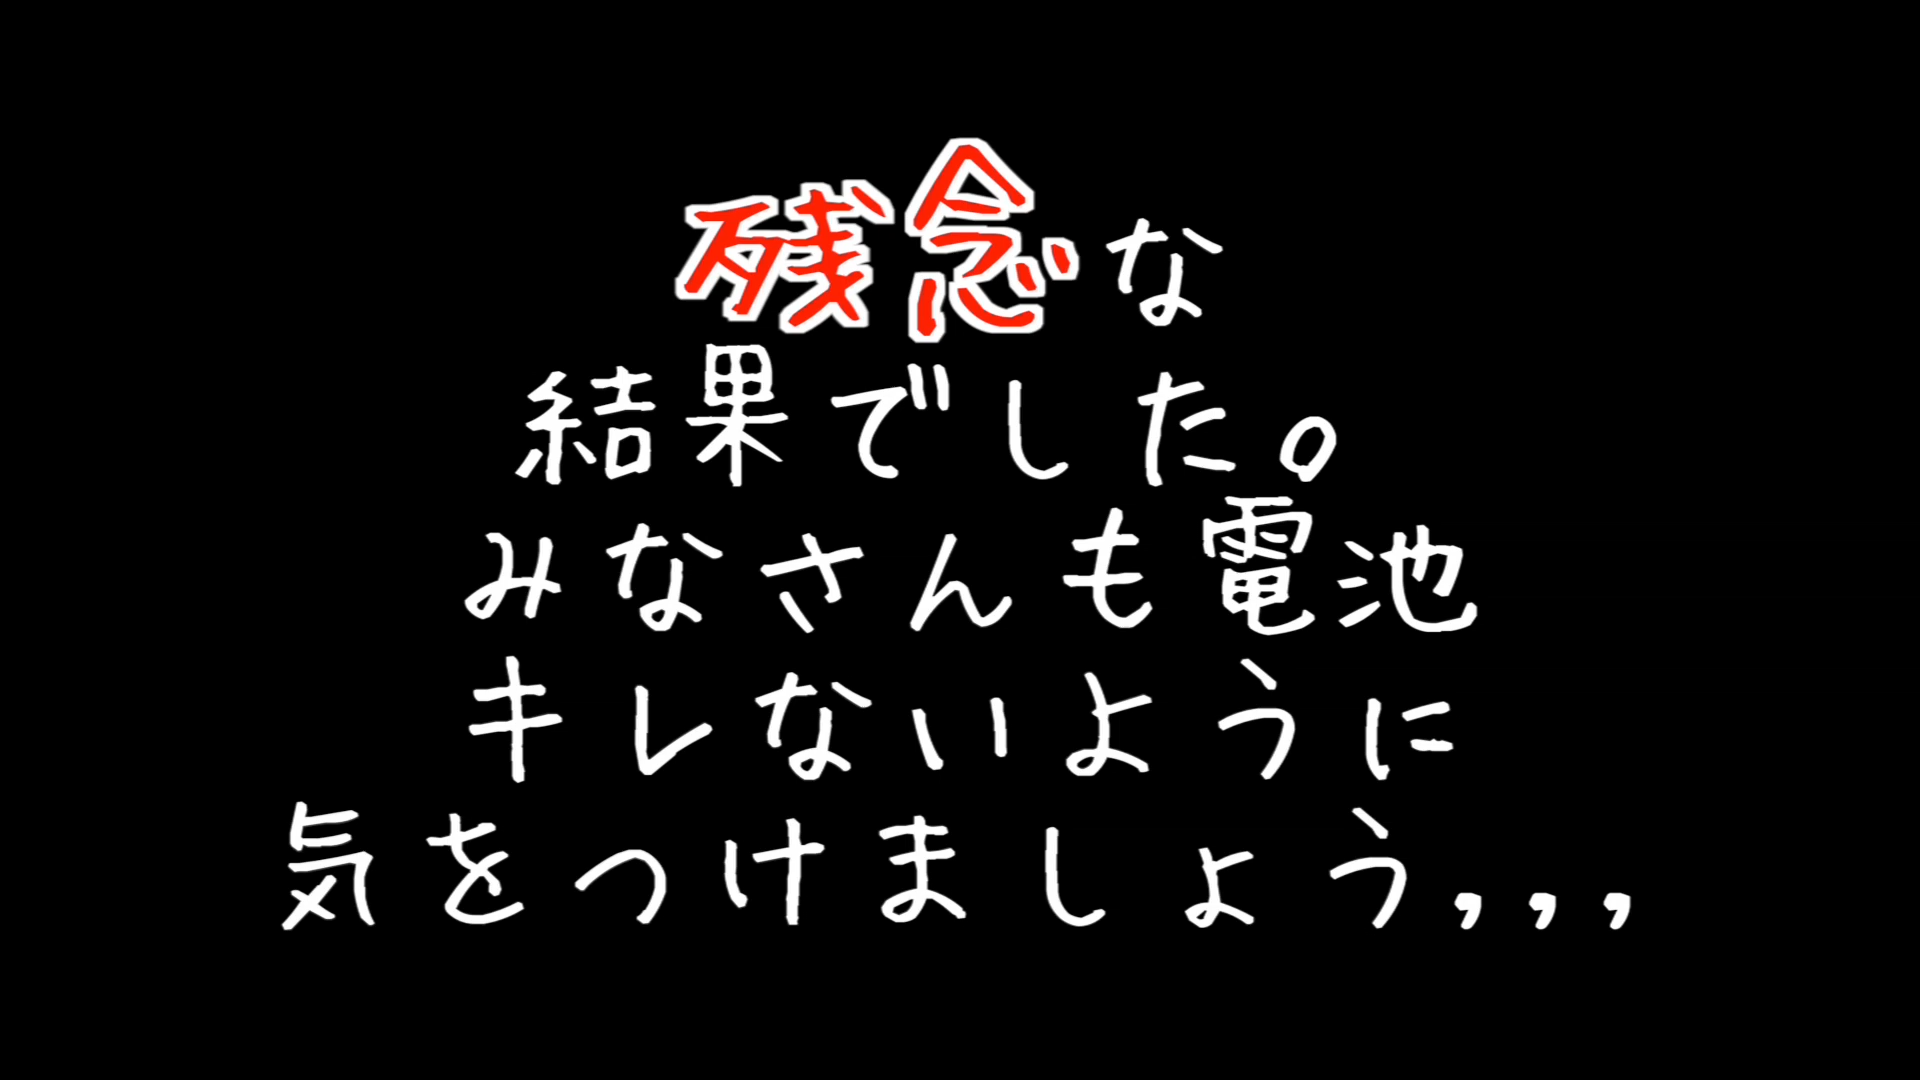 残念な
結果でした。
みなさんも電池
キレないように
気をつけましょう,,,